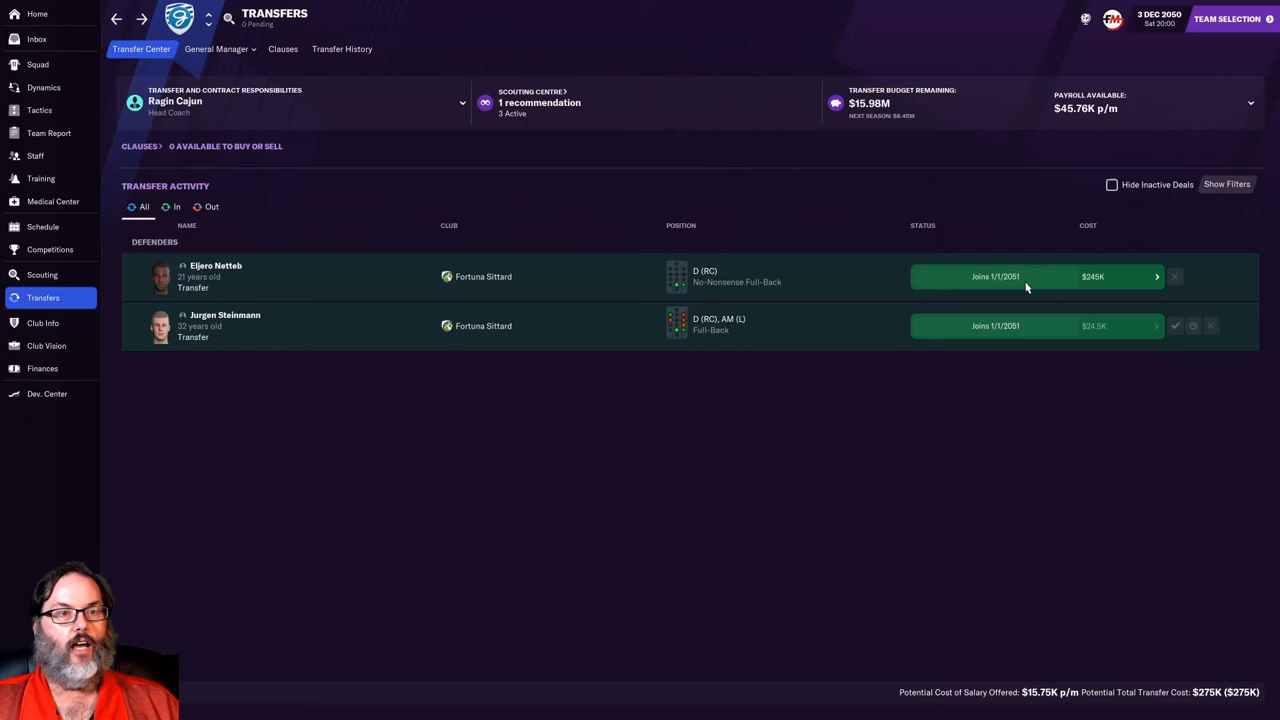 Home
TRANSFERS
0 Pending
3 DEC 2050
Sat 20:00
TEAM SELECTION
Inbox
Transfer Center
General Manager
Clauses
Transfer History
Squad
Dynamics
Tactics
Team Report
Staff
Training
Medical Center
Schedule
Competitions
Scouting
Transfers
Club Info
Club Vision
Finances
Dev. Center
TRANSFER AND CONTRACT RESPONSIBILITIES
Ragin Cajun
Head Coach
SCOUTING CENTRE>
1 recommendation
3 Active
TRANSFER BUDGET REMAINING:
$15.98M
NEXT SEASON: $8.45M
PAYROLL AVAILABLE:
$45.76K p/m
CLAUSES> 0 AVAILABLE TO BUY OR SELL
TRANSFER ACTIVITY
Hide Inactive Deals
Show Filters
All In Out
NAME CLUB POSITION STATUS COST
DEFENDERS
Eljero Netteb
21 years old
Transfer
Fortuna Sittard
D (RC)
No-Nonsense Full-Back
Joins 1/1/2051
$245K
Jurgen Steinmann
32 years old
Transfer
Fortuna Sittard
D (RC), AM (L)
Full-Back
Joins 1/1/2051
$24.5K
Potential Cost of Salary Offered: $15.75K p/m Potential Total Transfer Cost: $275K ($275K)